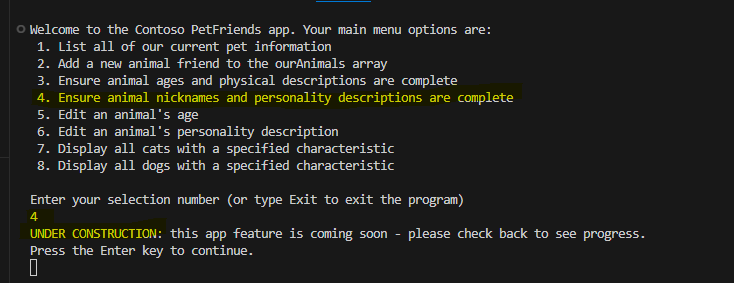 Welcome to the Contoso PetFriends app. Your main menu options are:
1. List all of our current pet information
2. Add a new animal friend to the ourAnimals array
3. Ensure animal ages and physical descriptions are complete
4. Ensure animal nicknames and personality descriptions are complete
5. Edit an animal's age
6. Edit an animal's personality description
7. Display all cats with a specified characteristic
8. Display all dogs with a specified characteristic
Enter your selection number (or type Exit to exit the program)
4
UNDER CONSTRUCTION: this app feature is coming soon - please check back to see progress.
Press the Enter key to continue.